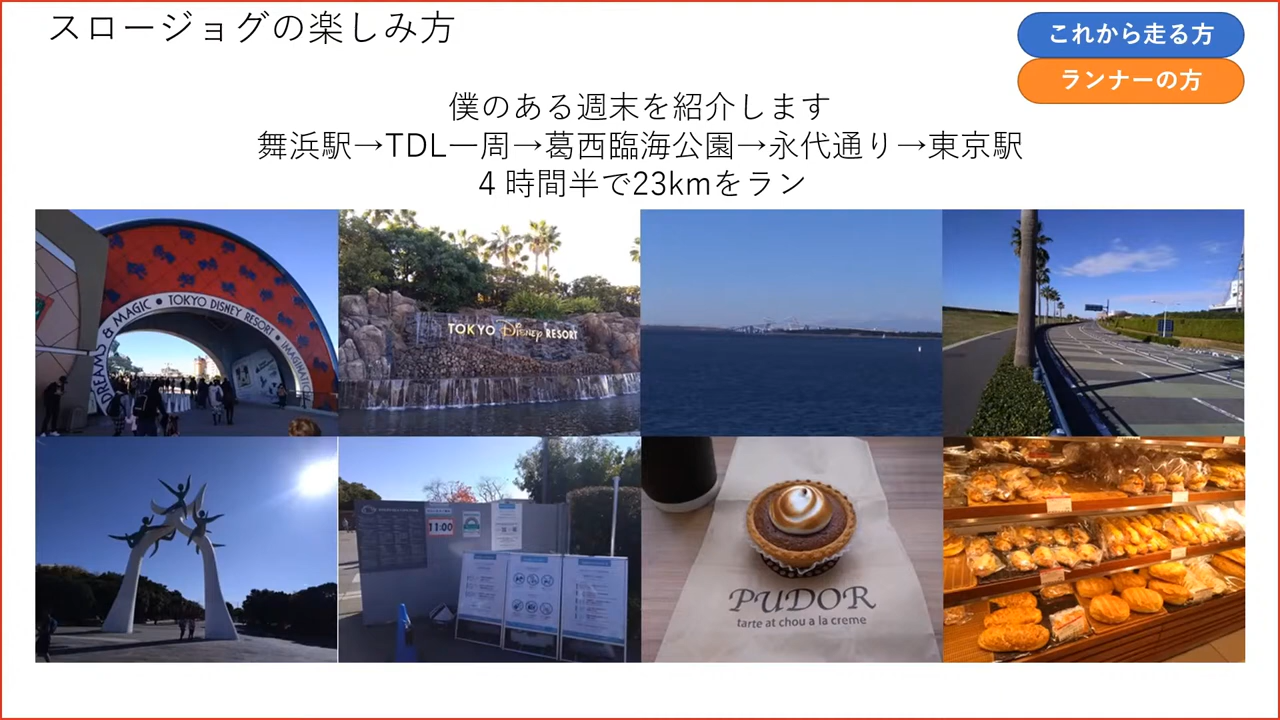 スロージョグの楽しみ方
これから走る方
ランナーの方
僕のある週末を紹介します
舞浜駅→TDL一周→葛西臨海公園→永代通り→東京駅
４時間半で23kmをラン
DREAMS & MAGIC ● TOKYO DISNEY RESORT ● IMAGINATION
TOKYO Disney RESORT
11:00
PUDOR
tarte at chou a la creme